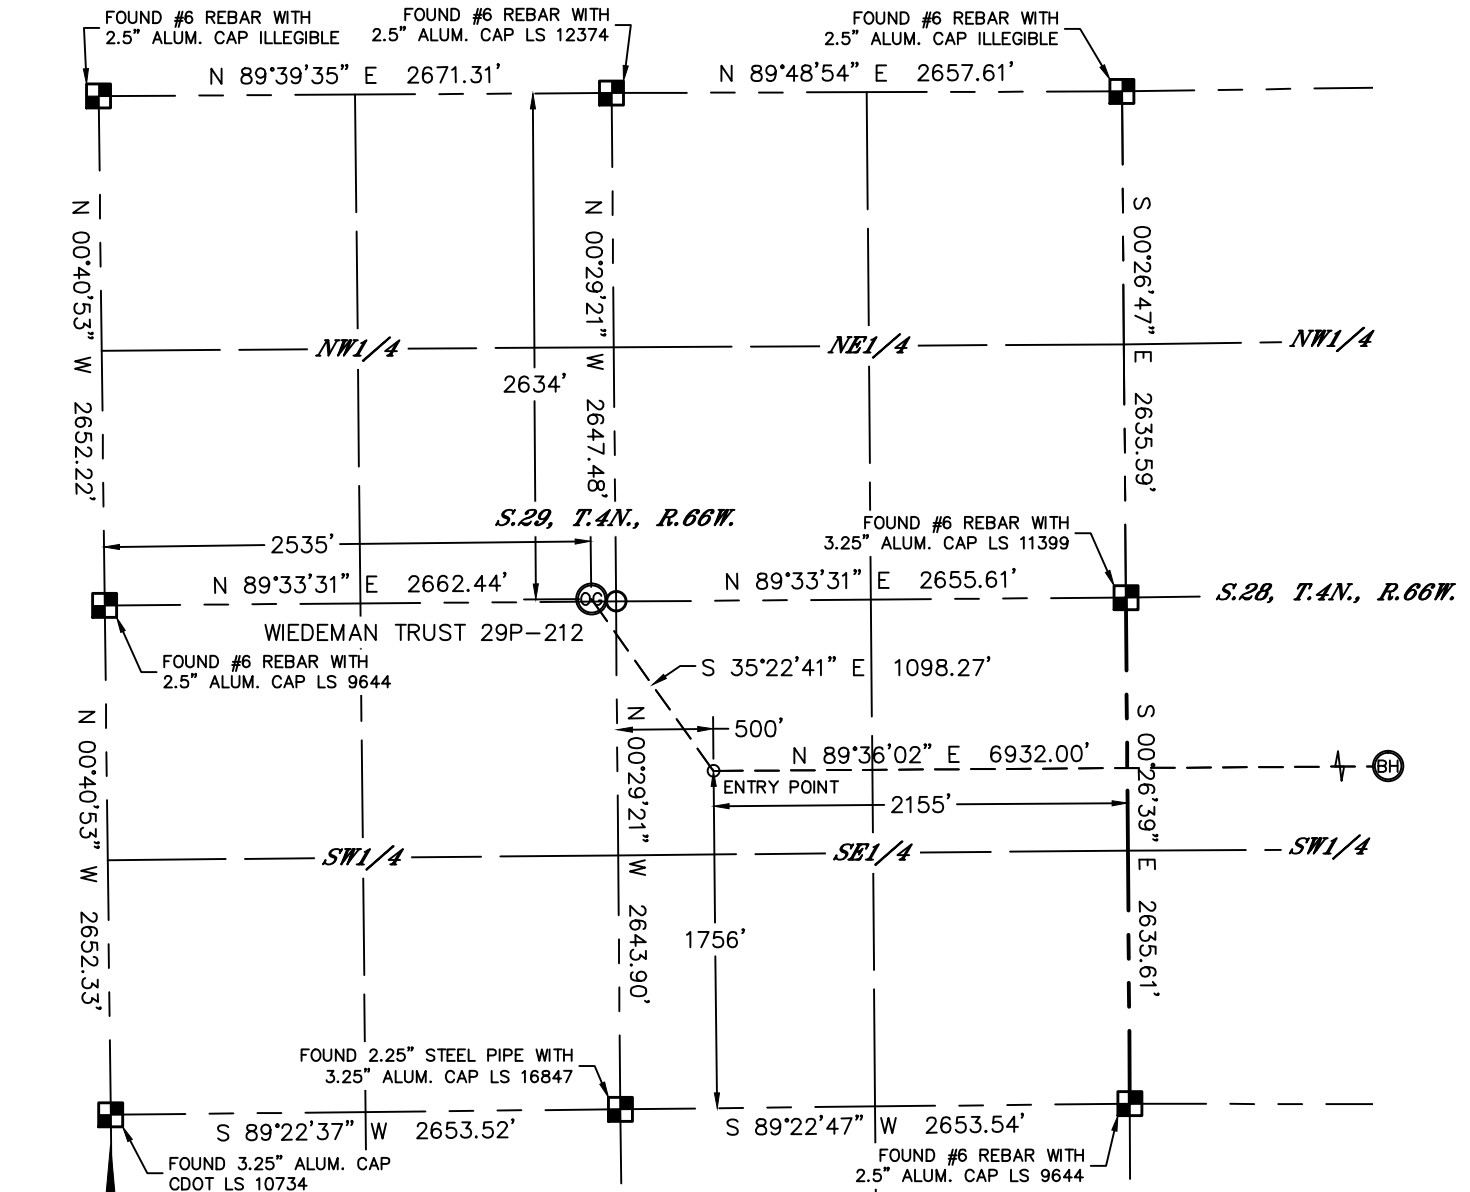 FOUND #6 REBAR WITH
2.5” ALUM. CAP ILLEGIBLE
FOUND #6 REBAR WITH
2.5” ALUM. CAP LS 12374
FOUND #6 REBAR WITH
2.5” ALUM. CAP ILLEGIBLE
N 89°39'35” E 2671.31'
N 89°48'54” E 2657.61'
N 00°40'53” W 2652.22'
N 00°29'21” W 2647.48'
S 00°26'47” E 2635.59'
NW1/4
NE1/4
NW1/4
2634'
S.29, T.4N., R.66W.
FOUND #6 REBAR WITH
3.25” ALUM. CAP LS 11399
2535'
N 89°33'31” E 2662.44'
N 89°33'31” E 2655.61'
S.28, T.4N., R.66W.
OG
WIEDEMAN TRUST 29P-212
FOUND #6 REBAR WITH
2.5” ALUM. CAP LS 9644
S 35°22'41” E 1098.27'
N 00°40'53” W 2652.33'
N 00°29'21” W 2643.90'
S 00°26'39” E 2635.61'
500'
N 89°36'02” E 6932.00'
BH
ENTRY POINT
2155'
SW1/4
SE1/4
SW1/4
1756'
FOUND 2.25” STEEL PIPE WITH
3.25” ALUM. CAP LS 16847
S 89°22'37” W 2653.52'
S 89°22'47” W 2653.54'
FOUND 3.25” ALUM. CAP
CDOT LS 10734
FOUND #6 REBAR WITH
2.5” ALUM. CAP LS 9644